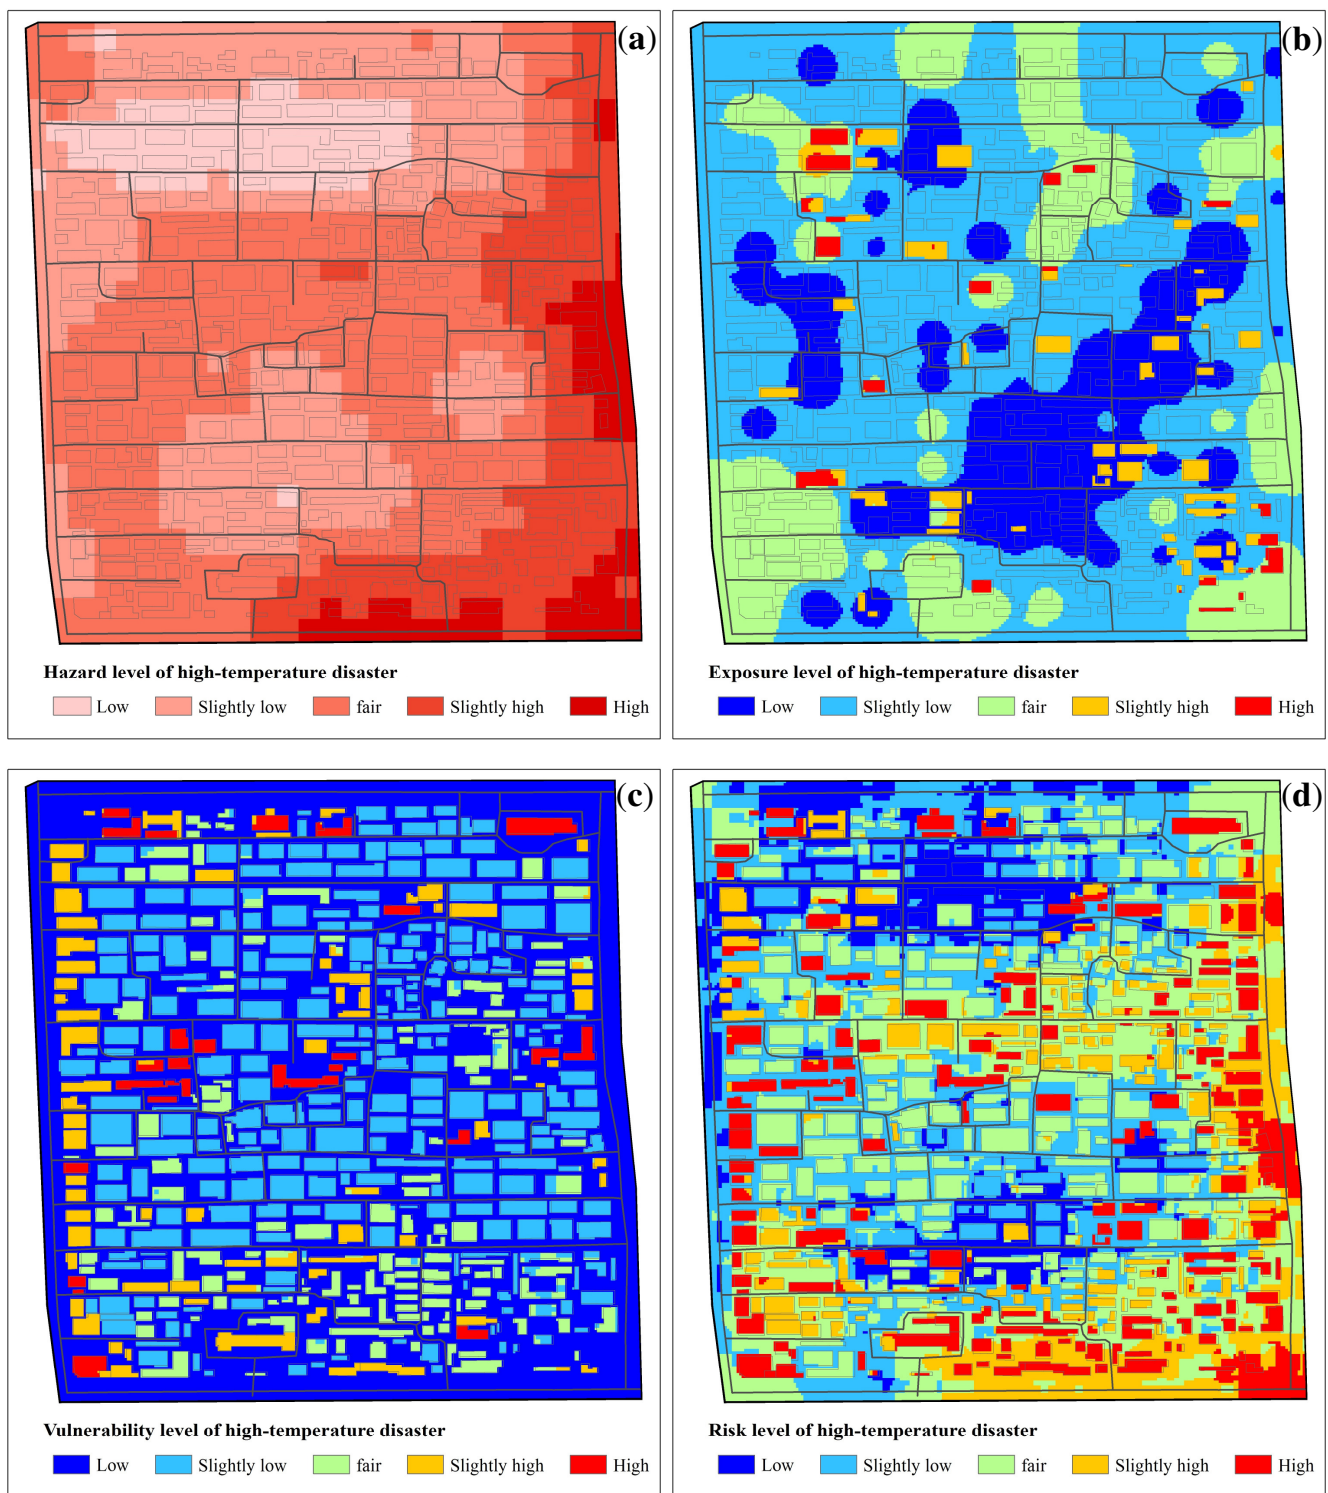 (a)
Hazard level of high-temperature disaster
Low Slightly low fair Slightly high High
(b)
Exposure level of high-temperature disaster
Low Slightly low fair Slightly high High
(c)
Vulnerability level of high-temperature disaster
Low Slightly low fair Slightly high High
(d)
Risk level of high-temperature disaster
Low Slightly low fair Slightly high High